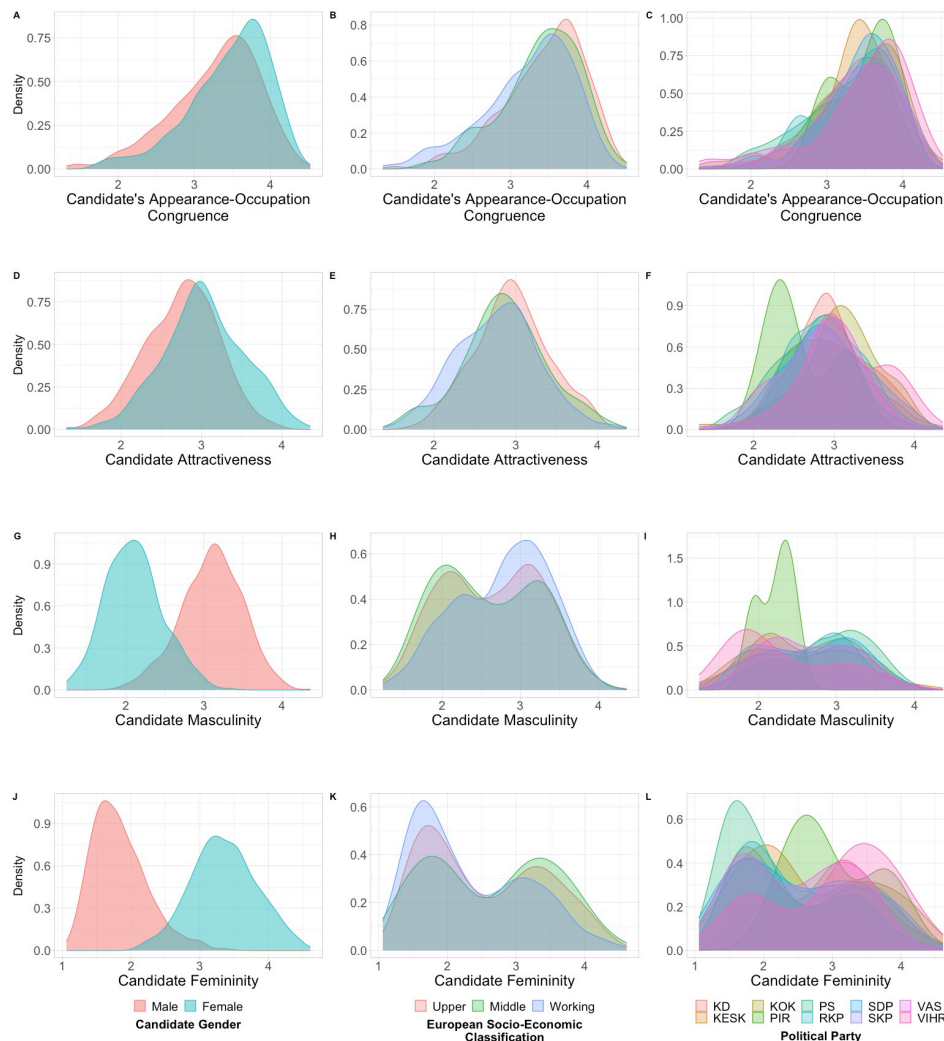 A
B
C
Density
0.75
0.50
0.25
0.00
2 3 4
0.8
0.6
0.4
0.2
0.0
2 3 4
1.00
0.75
0.50
0.25
0.00
2 3 4
Candidate's Appearance-Occupation
Congruence
Candidate's Appearance-Occupation
Congruence
Candidate's Appearance-Occupation
Congruence
D
E
F
Density
0.75
0.50
0.25
0.00
2 3 4
0.75
0.50
0.25
0.00
2 3 4
0.9
0.6
0.3
0.0
2 3 4
Candidate Attractiveness
Candidate Attractiveness
Candidate Attractiveness
G
H
I
Density
0.9
0.6
0.3
0.0
2 3 4
0.6
0.4
0.2
0.0
2 3 4
1.5
1.0
0.5
0.0
2 3 4
Candidate Masculinity
Candidate Masculinity
Candidate Masculinity
J
K
L
Density
0.9
0.6
0.3
0.0
1 2 3 4
0.6
0.4
0.2
0.0
1 2 3 4
0.6
0.4
0.2
0.0
1 2 3 4
Candidate Femininity
Candidate Femininity
Candidate Femininity
Male Female
Candidate Gender
Upper Middle Working
European Socio-Economic
Classification
KD KOK PS SDP VAS
KESK PIR RKP SKP VIHR
Political Party